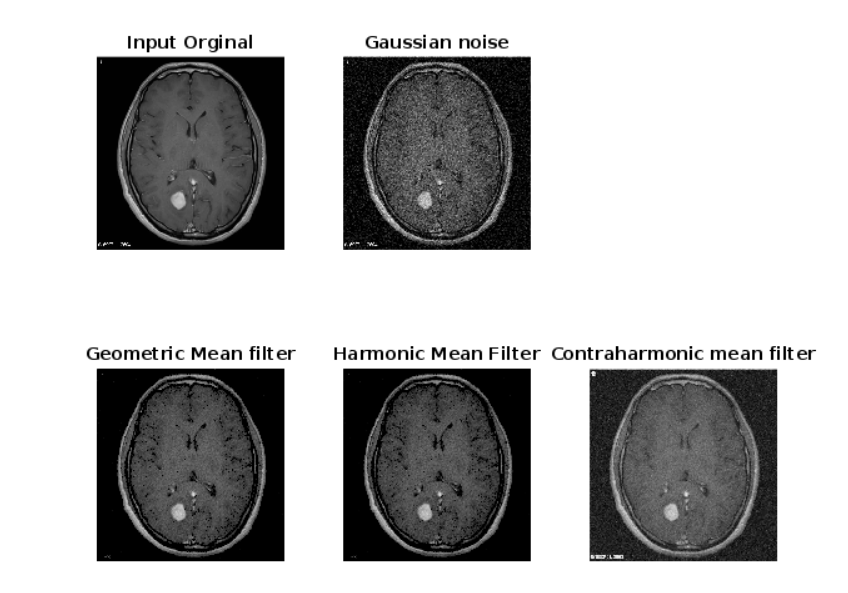 Input Orginal
Gaussian noise
Geometric Mean filter
Harmonic Mean Filter
Contraharmonic mean filter